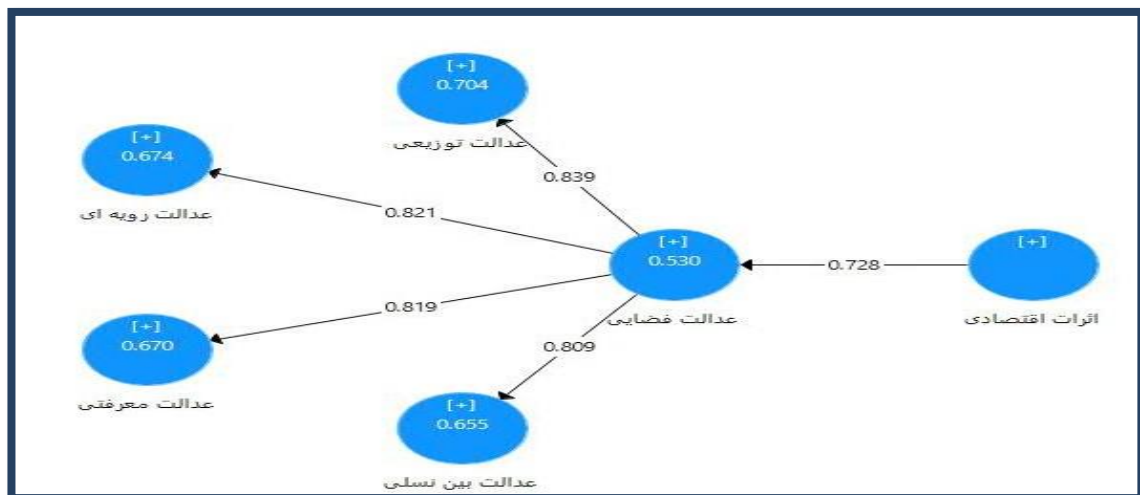 [+]
0.704
عدالت توزیعی
[+]
0.674
عدالت رویه ای
0.839
0.821
[+]
0.530
عدالت فضایی
0.728
[+]
اثرات اقتصادی
0.819
[+]
0.670
عدالت معرفتی
0.809
[+]
0.655
عدالت بین نسلی